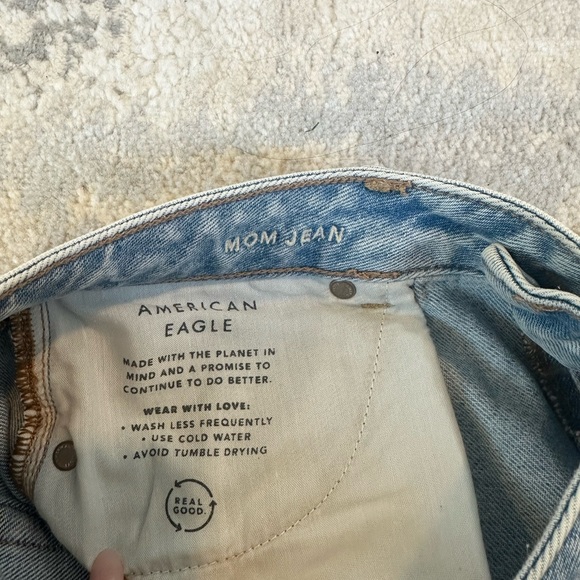 MOM JEAN
AMERICAN
EAGLE
MADE WITH THE PLANET IN
MIND AND A PROMISE TO
CONTINUE TO DO BETTER.
WEAR WITH LOVE:
• WASH LESS FREQUENTLY
• USE COLD WATER
• AVOID TUMBLE DRYING
REAL
GOOD.